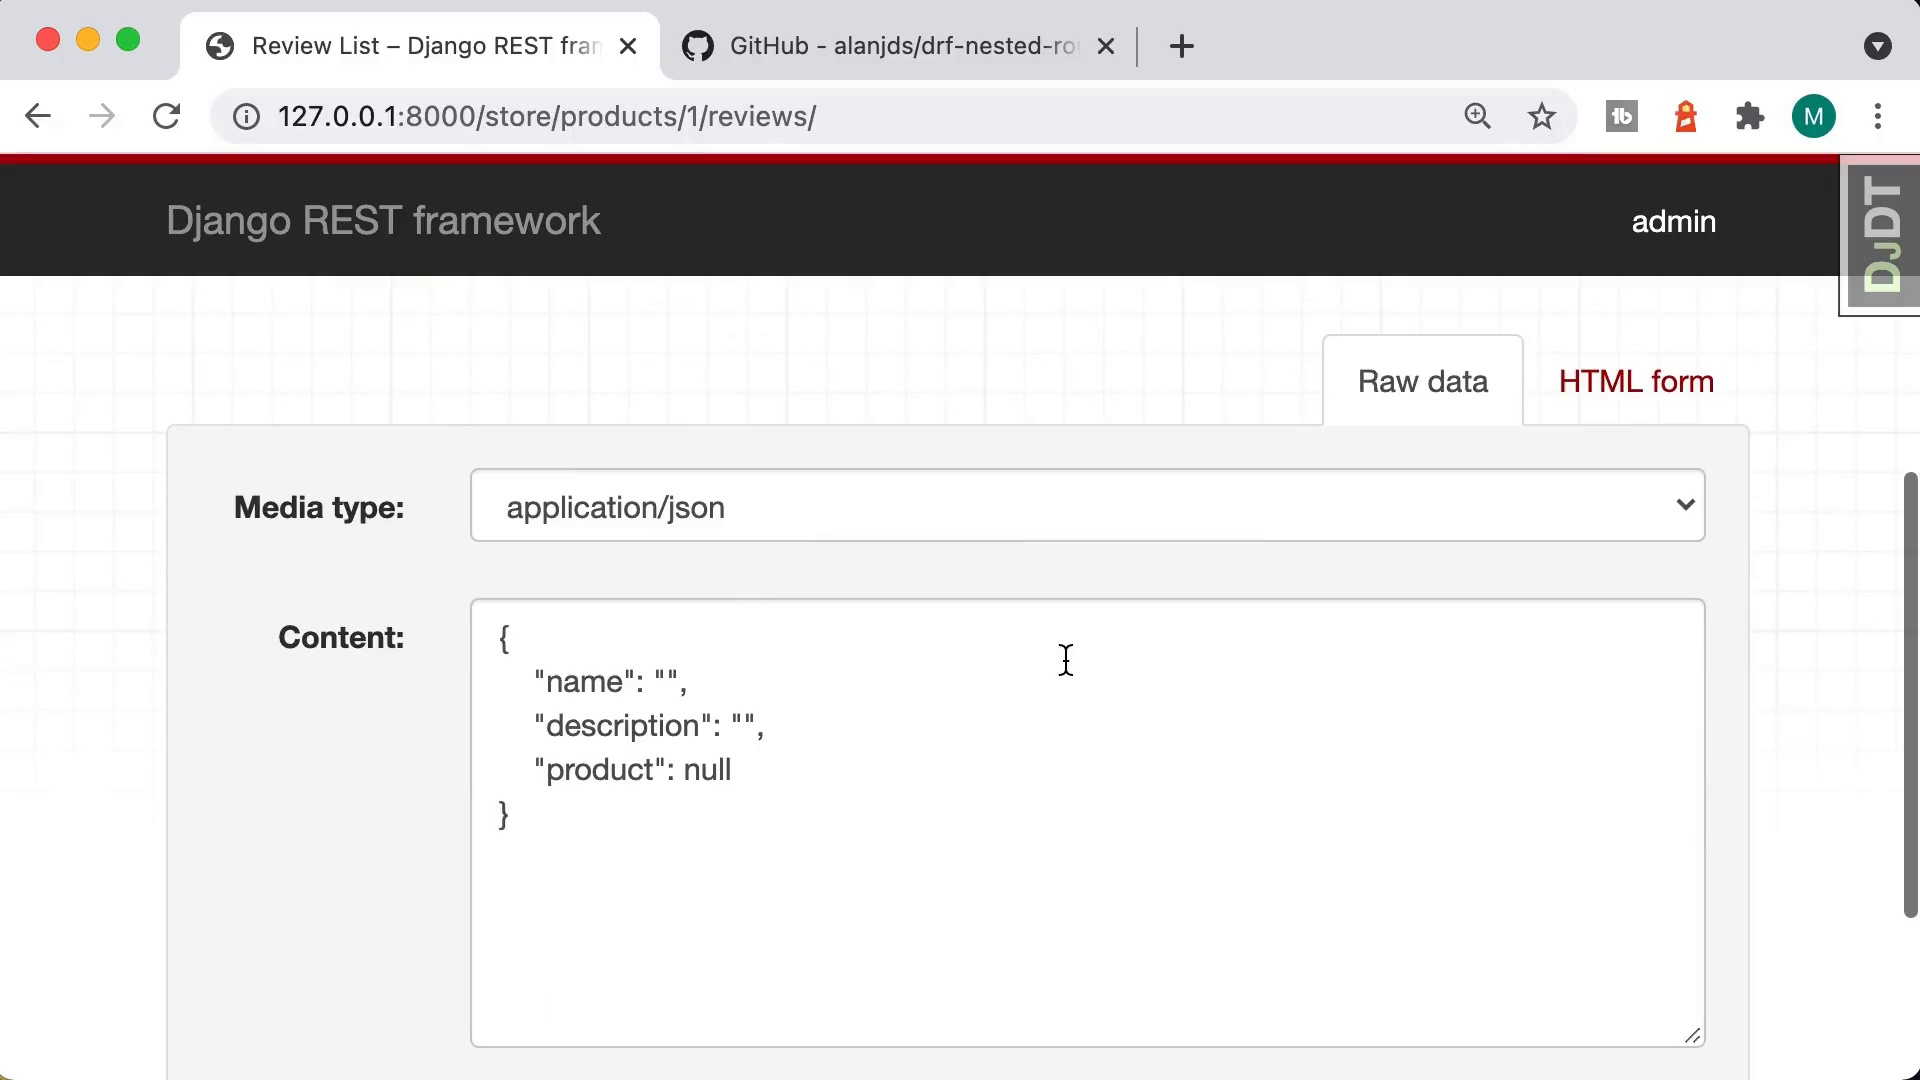 Review List – Django REST fran
GitHub - alanjds/drf-nested-rou
127.0.0.1:8000/store/products/1/reviews/
M
Django REST framework
admin
DjDT
Raw data
HTML form
Media type:
application/json
Content:
{
"name": "",
"description": "",
"product": null
}